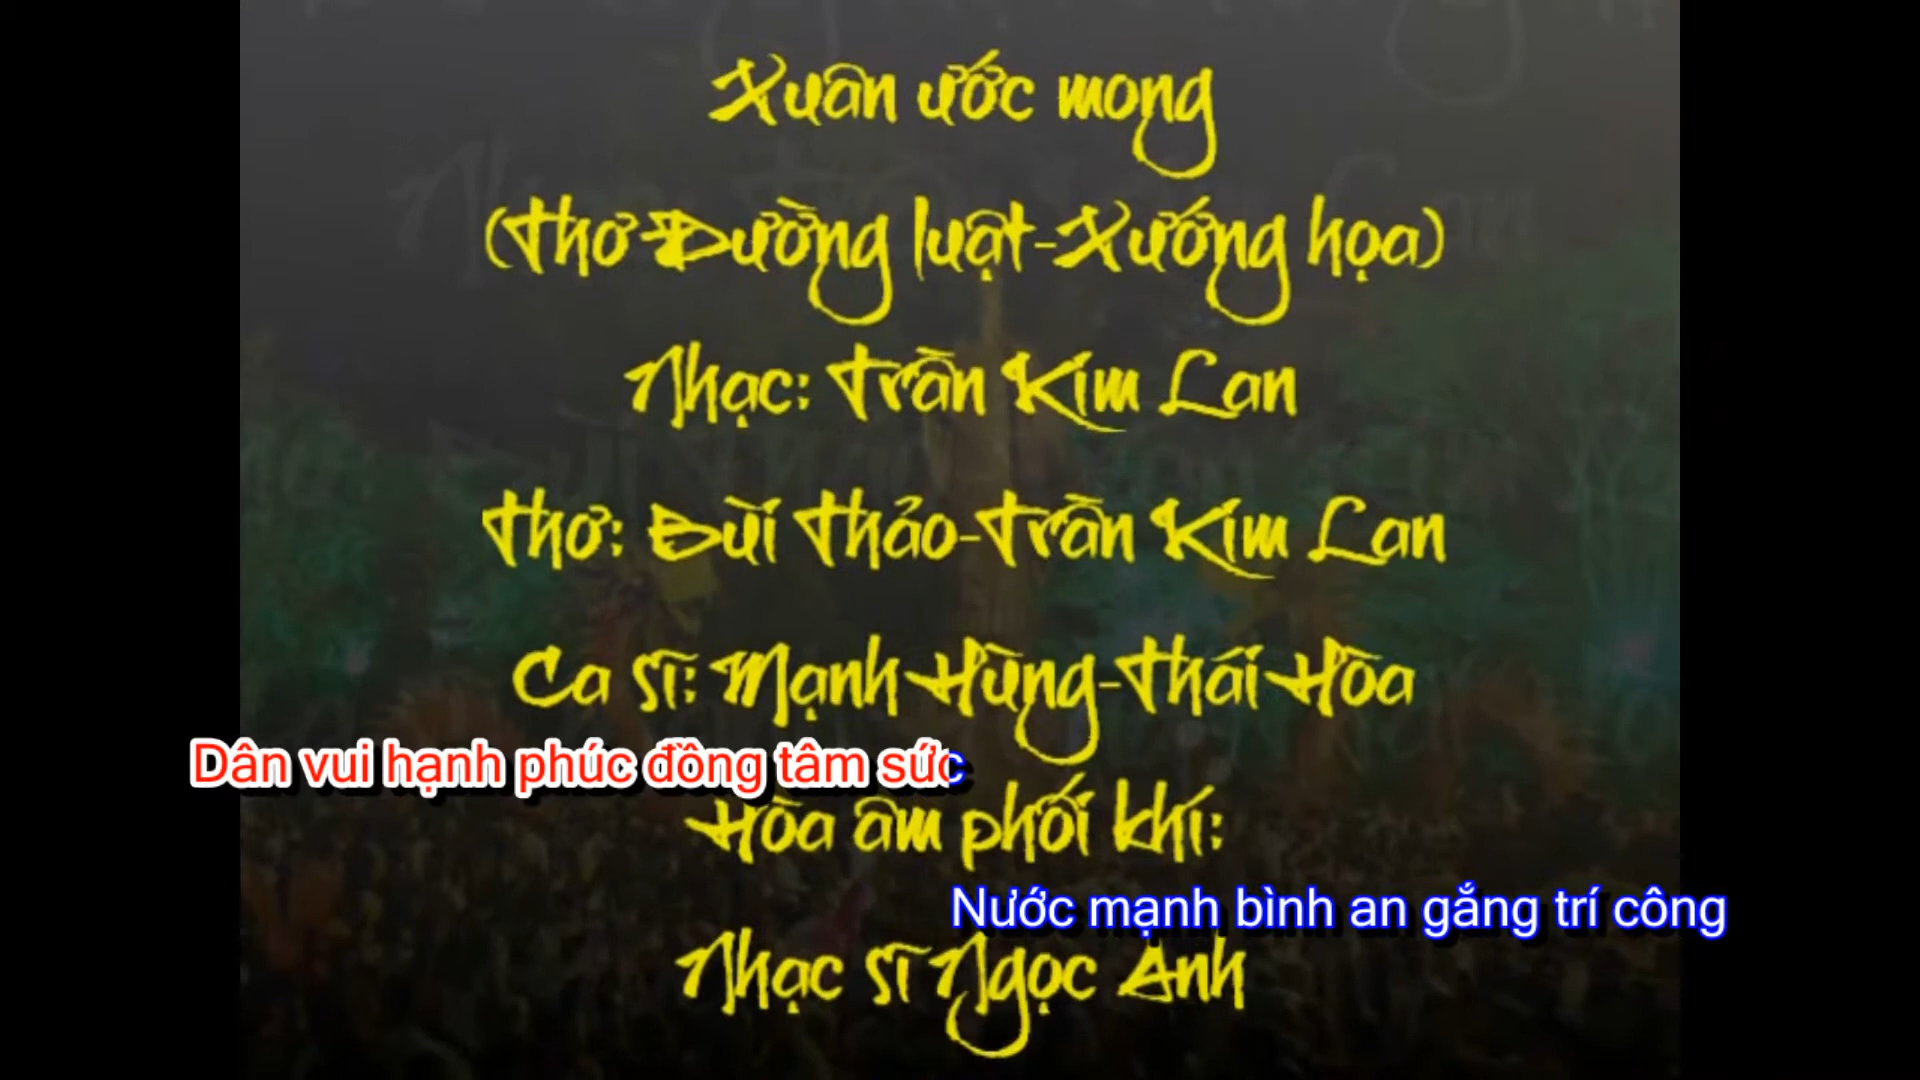 Xuân ước mong
(Thơ Đường luật-Xướng họa)
Nhạc: Trần Kim Lan
Thơ: Bùi Thảo-Trần Kim Lan
Ca sĩ: Mạnh Hùng-Thái Hòa
Dân vui hạnh phúc đồng tâm sức
Hòa âm phối khí:
Nước mạnh bình an gắng trí công
Nhạc sĩ Ngọc Anh